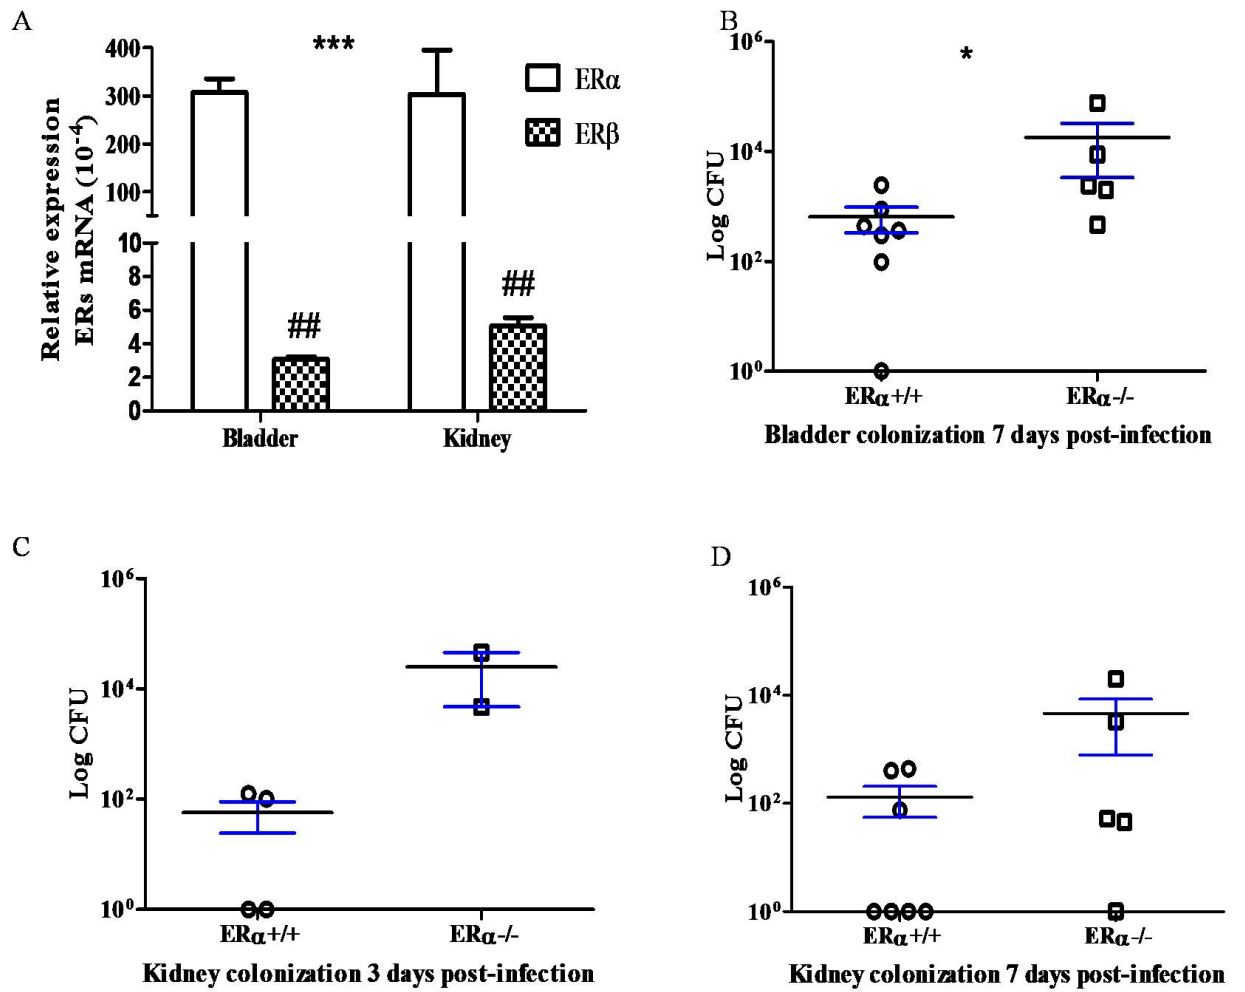 A
***
400
300
200
100
10
8
6
4
2
0
Relative expression
ERs mRNA (10⁻⁴)
ERα
ERβ
##
##
Bladder
Kidney
B
*
10⁶
10⁴
10²
10⁰
Log CFU
ERα+/+
ERα-/-
Bladder colonization 7 days post-infection
C
10⁶
10⁴
10²
10⁰
Log CFU
ERα+/+
ERα-/-
Kidney colonization 3 days post-infection
D
10⁶
10⁴
10²
10⁰
Log CFU
ERα+/+
ERα-/-
Kidney colonization 7 days post-infection